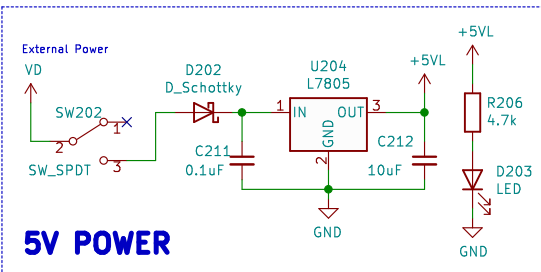 External Power
VD
SW202
1
2
3
SW_SPDT
D202
D_Schottky
C211
0.1uF
U204
L7805
1
IN
OUT
3
GND
2
GND
+5VL
C212
10uF
+5VL
R206
4.7k
D203
LED
GND
5V POWER